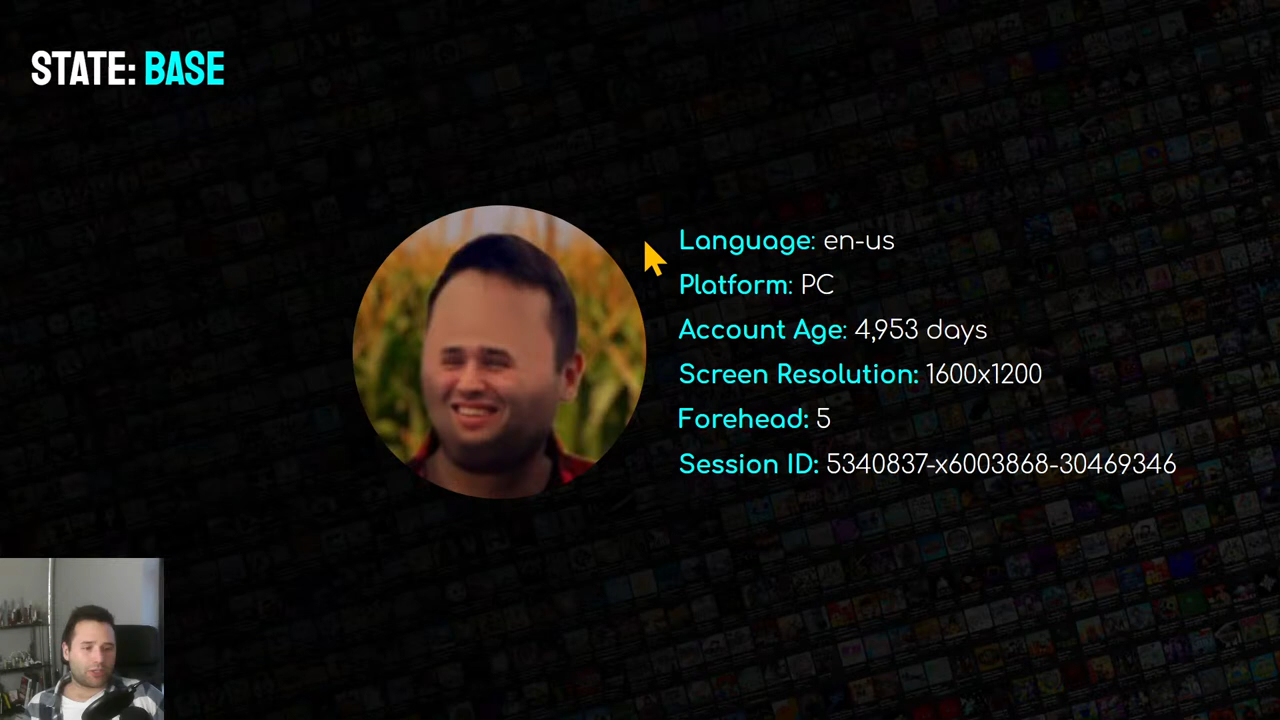 STATE: BASE
Language: en-us
Platform: PC
Account Age: 4,953 days
Screen Resolution: 1600x1200
Forehead: 5
Session ID: 5340837-x6003868-30469346